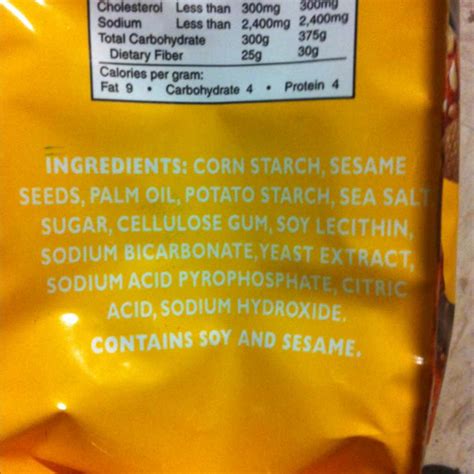 Cholesterol Less than 300mg 300mg
Sodium Less than 2,400mg 2,400mg
Total Carbohydrate 300g 375g
Dietary Fiber 25g 30g
Calories per gram:
Fat 9 • Carbohydrate 4 • Protein 4
INGREDIENTS: CORN STARCH, SESAME
SEEDS, PALM OIL, POTATO STARCH, SEA SALT,
SUGAR, CELLULOSE GUM, SOY LECITHIN,
SODIUM BICARBONATE, YEAST EXTRACT,
SODIUM ACID PYROPHOSPHATE, CITRIC
ACID, SODIUM HYDROXIDE.
CONTAINS SOY AND SESAME.